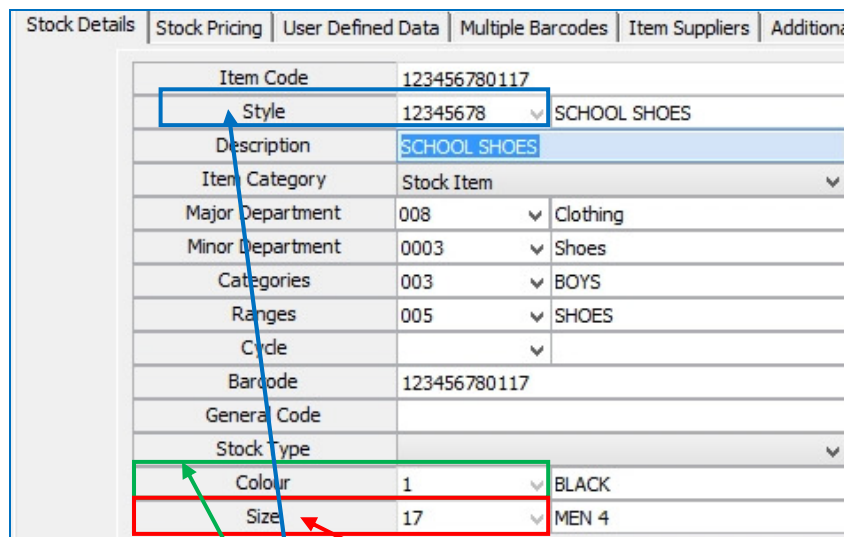 Stock Details Stock Pricing User Defined Data Multiple Barcodes Item Suppliers Additiona
Item Code 123456780117
Style 12345678 SCHOOL SHOES
Description SCHOOL SHOES
Item Category Stock Item
Major Department 008 Clothing
Minor Department 0003 Shoes
Categories 003 BOYS
Ranges 005 SHOES
Cycle
Barcode 123456780117
General Code
Stock Type
Colour 1 BLACK
Size 17 MEN 4